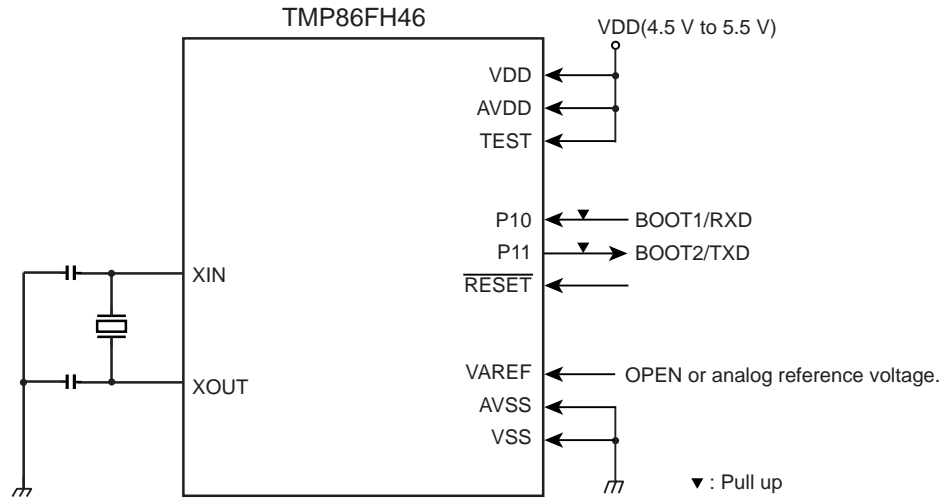 TMP86FH46
VDD(4.5 V to 5.5 V)
VDD
AVDD
TEST
P10
BOOT1/RXD
P11
BOOT2/TXD
RESET
XIN
XOUT
VAREF
OPEN or analog reference voltage.
AVSS
VSS
▼ : Pull up